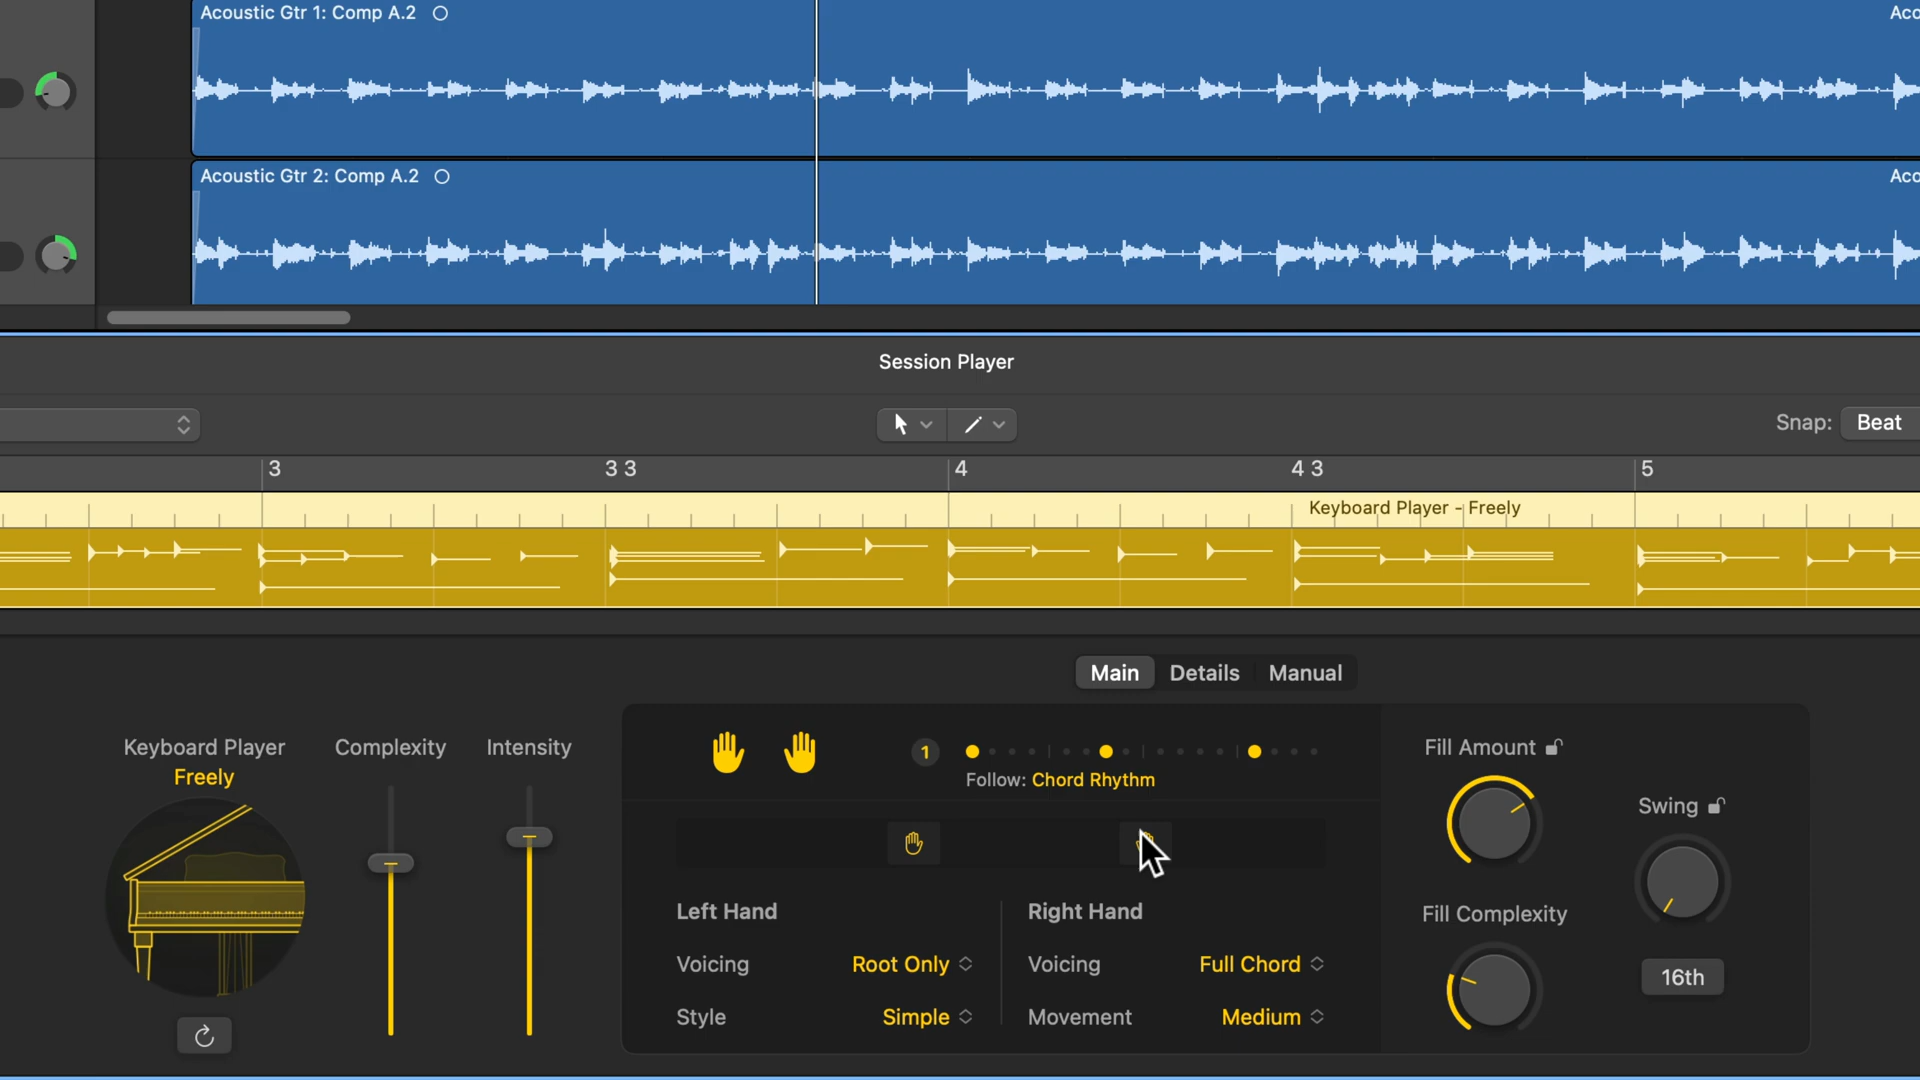 Acoustic Gtr 1: Comp A.2
Aco
Acoustic Gtr 2: Comp A.2
Aco
Session Player
Snap: Beat
3
3 3
4
4 3
5
Keyboard Player - Freely
Main Details Manual
Keyboard Player
Freely
Complexity
Intensity
1
Follow: Chord Rhythm
Fill Amount
Swing
Left Hand
Right Hand
Fill Complexity
Voicing Root Only
Voicing Full Chord
16th
Style Simple
Movement Medium